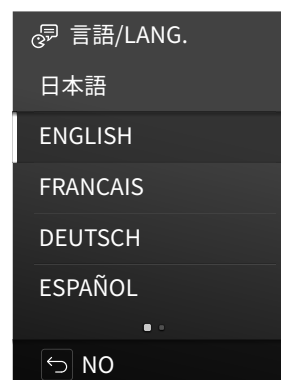 言語/LANG.
日本語
ENGLISH
FRANCAIS
DEUTSCH
ESPAÑOL
NO